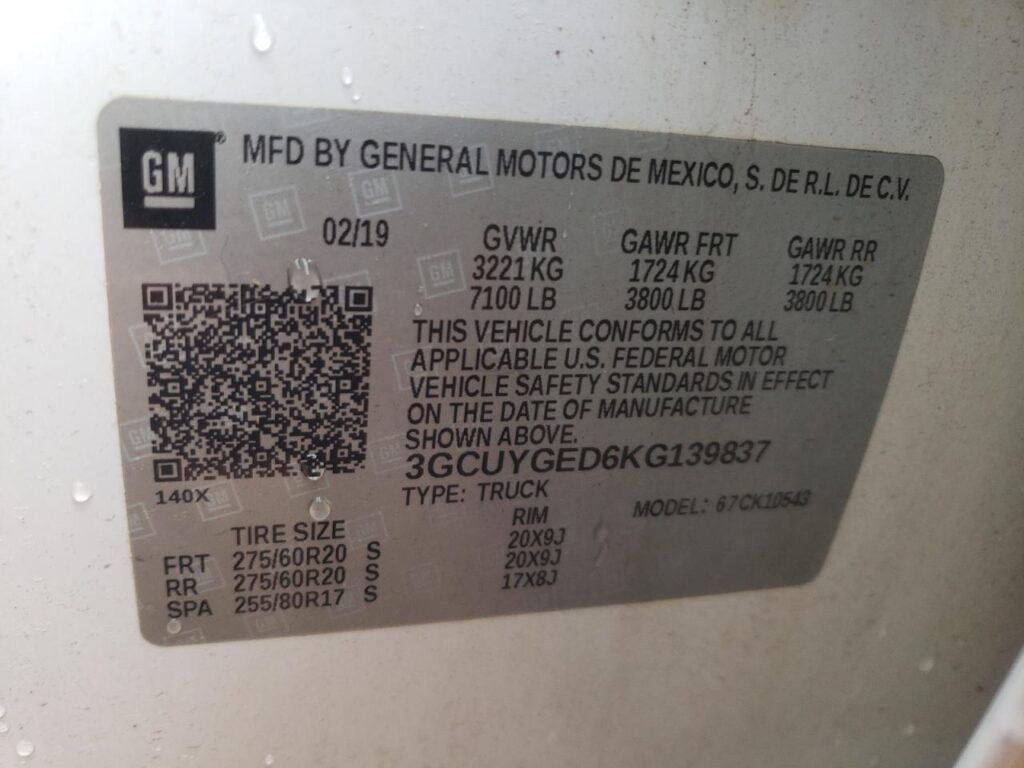 GM
MFD BY GENERAL MOTORS DE MEXICO, S. DE R.L. DE C.V.
02/19
GVWR GAWR FRT GAWR RR
3221 KG 1724 KG 1724 KG
7100 LB 3800 LB 3800 LB
THIS VEHICLE CONFORMS TO ALL
APPLICABLE U.S. FEDERAL MOTOR
VEHICLE SAFETY STANDARDS IN EFFECT
ON THE DATE OF MANUFACTURE
SHOWN ABOVE.
3GCUYGED6KG139837
140X
TYPE: TRUCK MODEL: 67CK10543
TIRE SIZE RIM
FRT 275/60R20 S 20X9J
RR 275/60R20 S 20X9J
SPA 255/80R17 S 17X8J